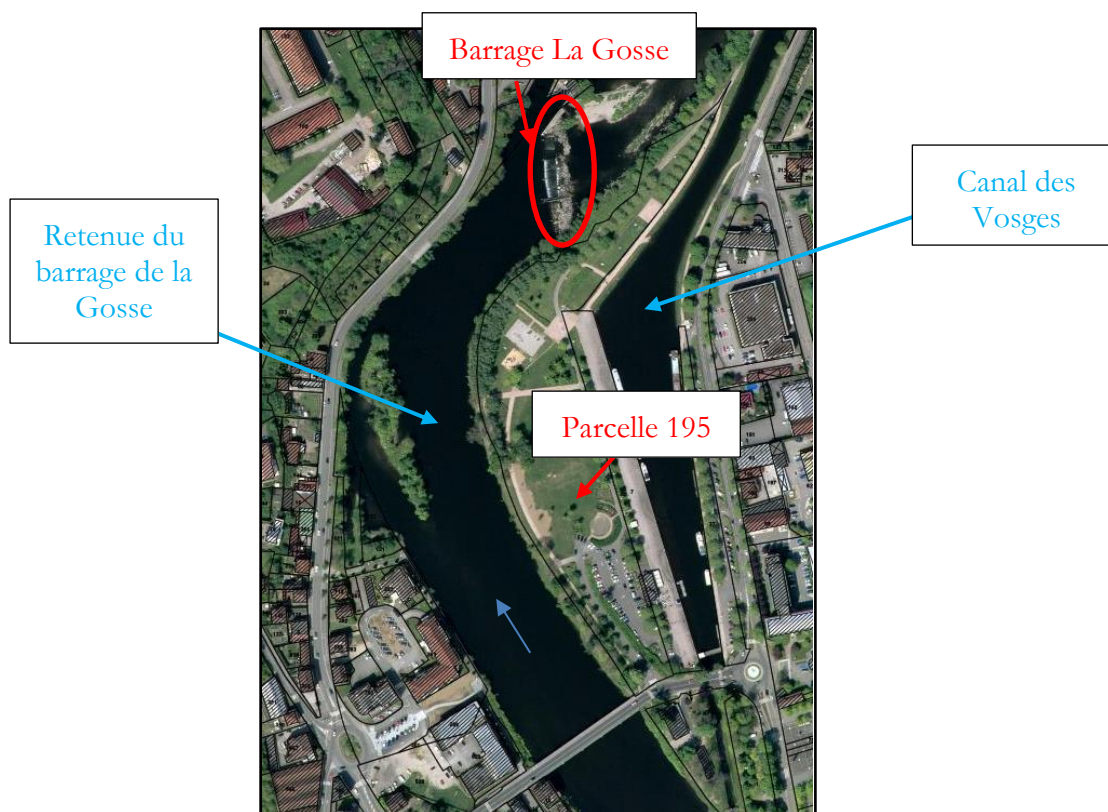 Barrage La Gosse
Canal des
Vosges
Retenue du
barrage de la
Gosse
Parcelle 195